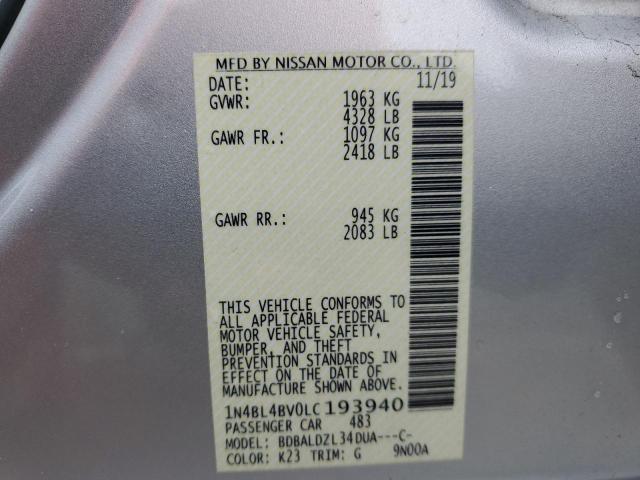 MFD BY NISSAN MOTOR CO., LTD.
DATE: 11/19
GVWR: 1963 KG
4328 LB
GAWR FR.: 1097 KG
2418 LB
GAWR RR.: 945 KG
2083 LB
THIS VEHICLE CONFORMS TO
ALL APPLICABLE FEDERAL
MOTOR VEHICLE SAFETY,
BUMPER, AND THEFT
PREVENTION STANDARDS IN
EFFECT ON THE DATE OF
MANUFACTURE SHOWN ABOVE.
1N4BL4BV0LC193940
PASSENGER CAR 483
MODEL: BDBALDZL34DUA---C-
COLOR: K23 TRIM: G 9N00A